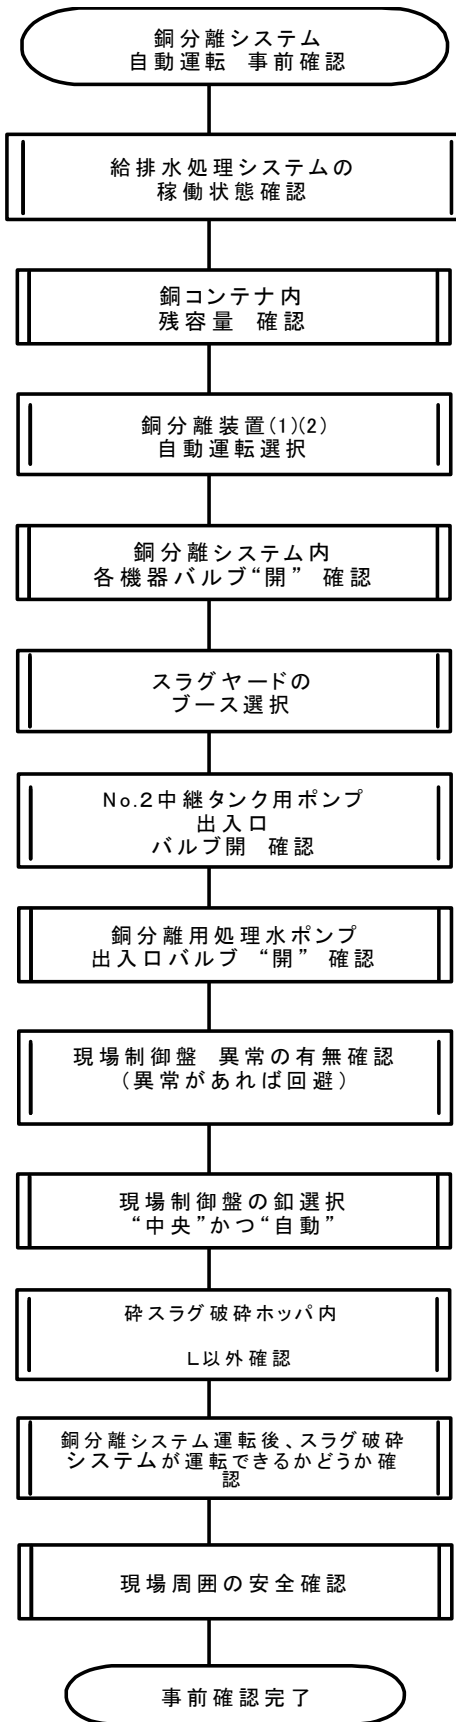 銅分離システム
自動運転 事前確認
給排水処理システムの
稼働状態確認
銅コンテナ内
残容量 確認
銅分離装置(1)(2)
自動運転選択
銅分離システム内
各機器バルブ“開” 確認
スラグヤードの
ブース選択
No.2中継タンク用ポンプ
出入口
バルブ開 確認
銅分離用処理水ポンプ
出入口バルブ “開” 確認
現場制御盤 異常の有無確認
(異常があれば回避)
現場制御盤の釦選択
“中央”かつ“自動”
砕スラグ破砕ホッパ内
L以外確認
銅分離システム運転後、スラグ破砕
システムが運転できるかどうか確
認
現場周囲の安全確認
事前確認完了